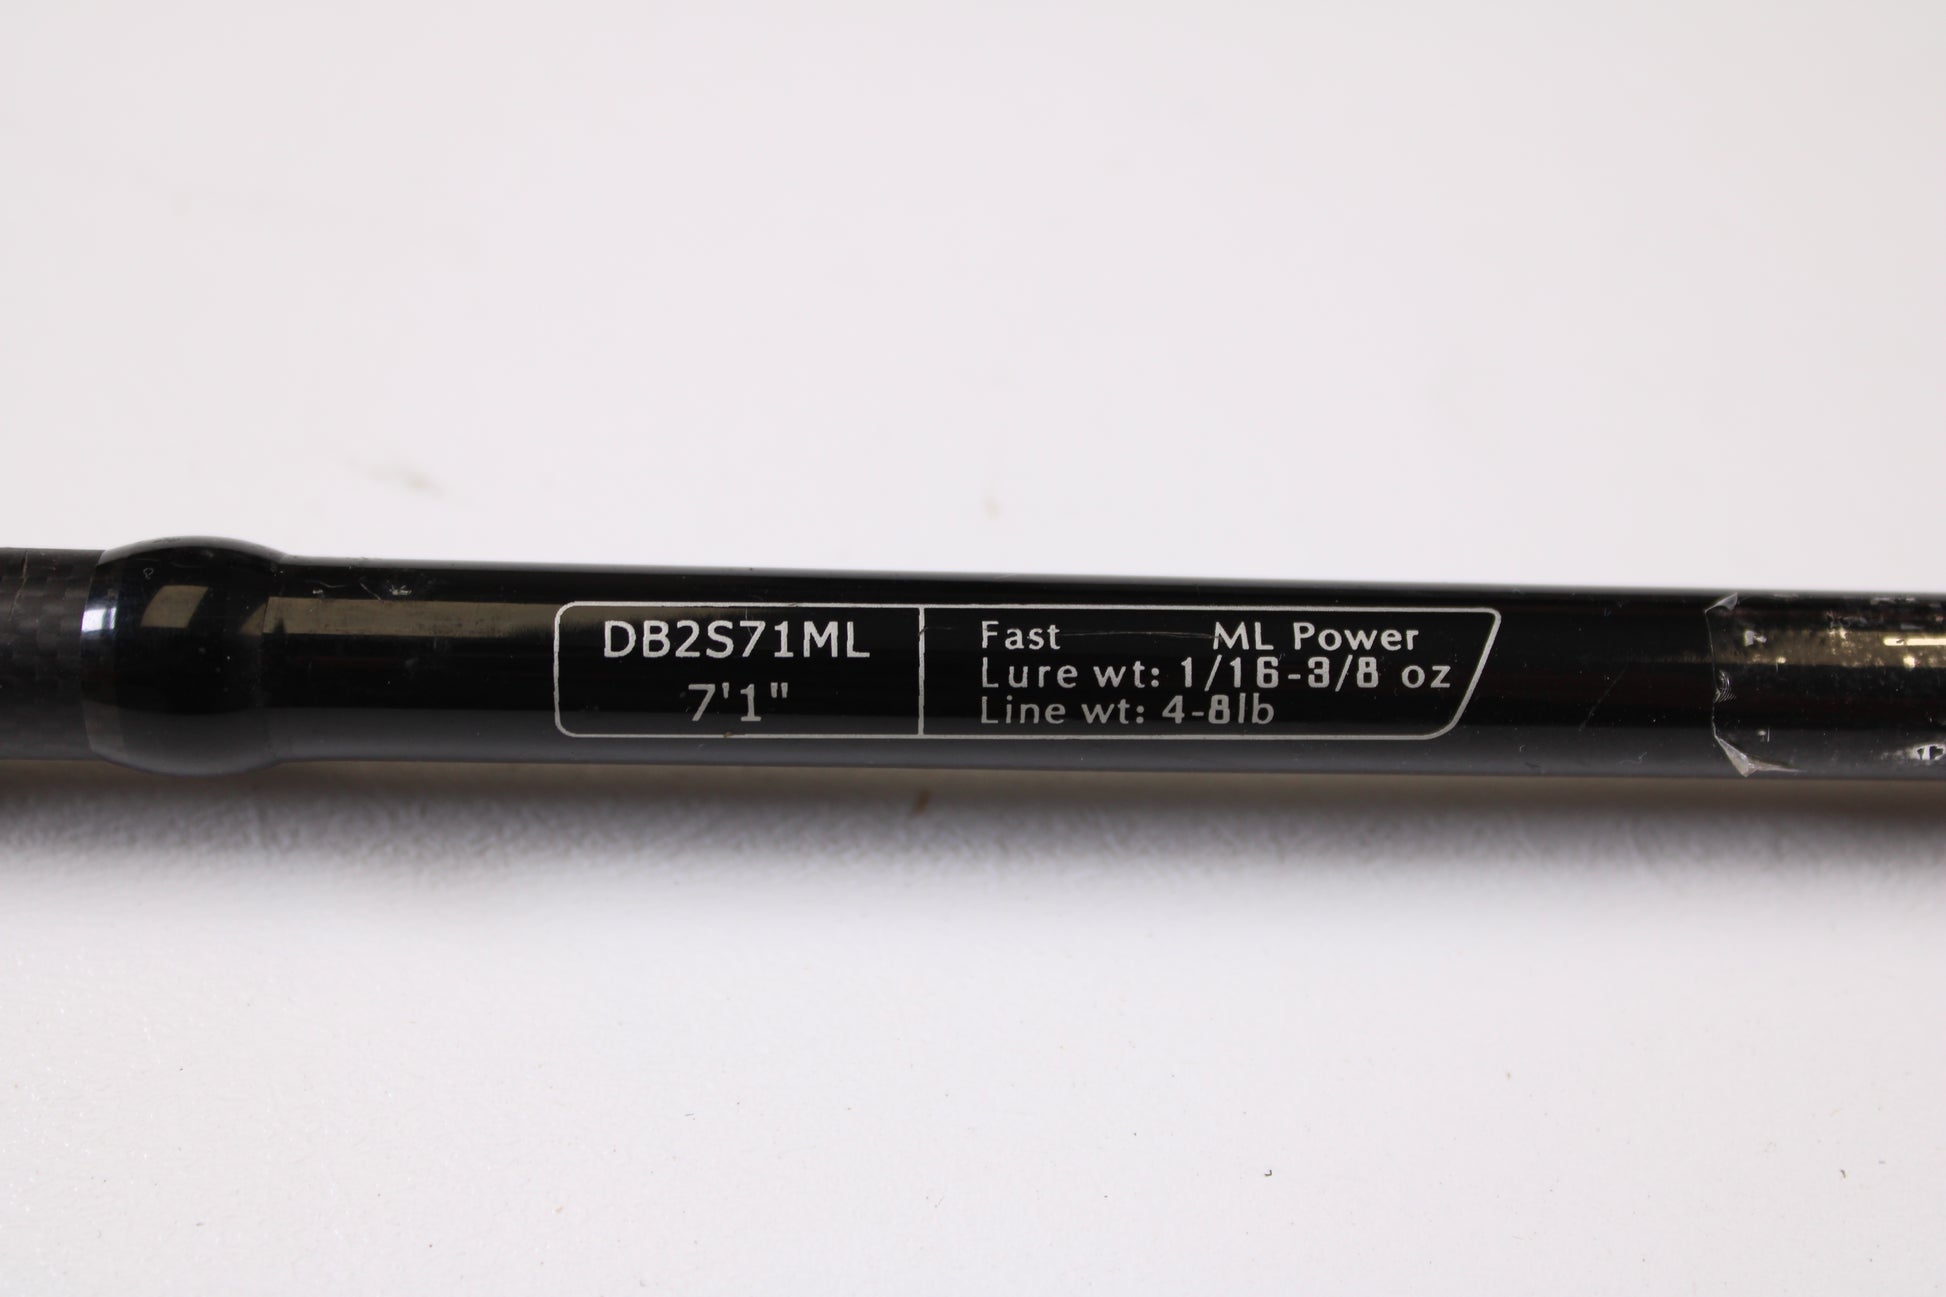 DB2S71ML
7'1"
Fast ML Power
Lure wt: 1/16-3/8 oz
Line wt: 4-8lb